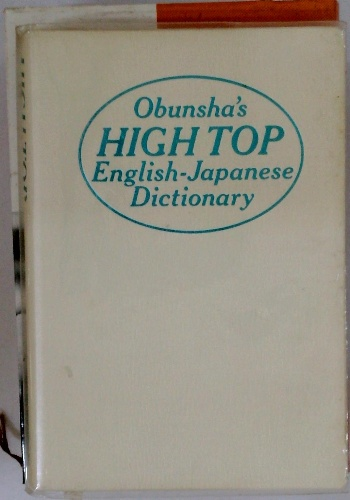 Obunsha's
HIGH TOP
English-Japanese
Dictionary